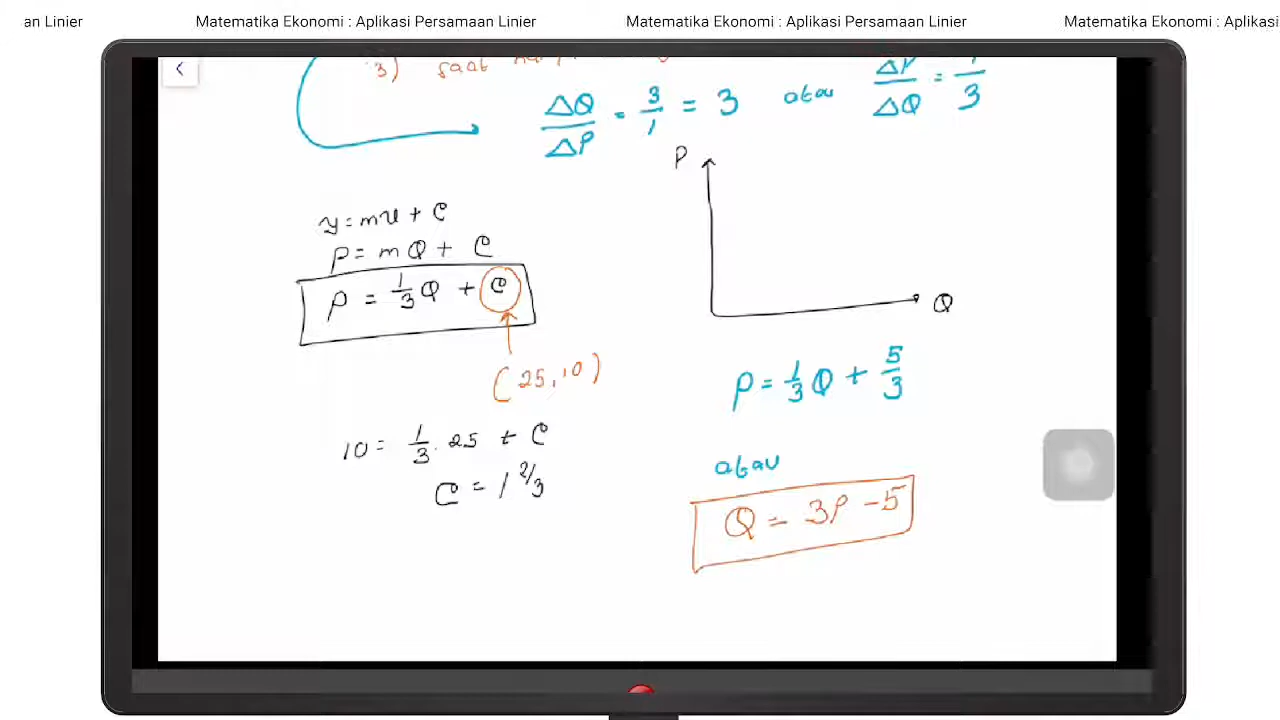 an Linier Matematika Ekonomi : Aplikasi Persamaan Linier Matematika Ekonomi : Aplikasi Persamaan Linier Matematika Ekonomi : Aplikasi
3) saat
ΔQ/ΔP = 3/1 = 3 atau ΔP/ΔQ = 1/3
P
y = mx + C
P = mQ + C
P = 1/3 Q + C
Q
(25, 10)
P = 1/3 Q + 5/3
10 = 1/3 . 25 + C
atau
C = 1 2/3
Q = 3P - 5